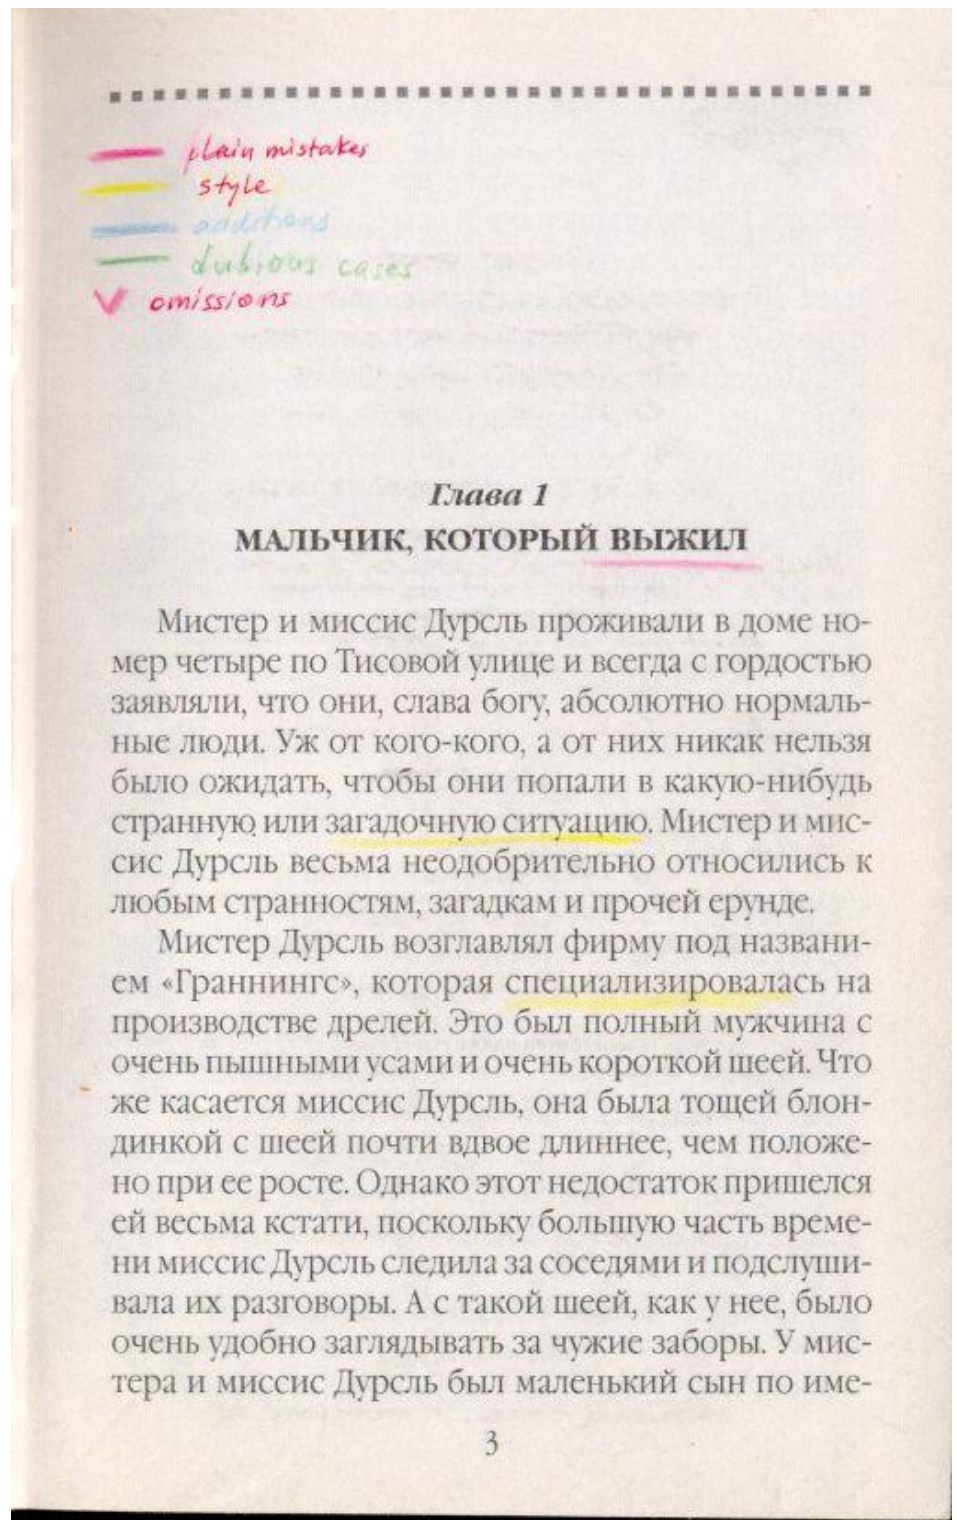 plain mistakes
style
additions
dubious cases
V omissions
Глава 1
МАЛЬЧИК, КОТОРЫЙ ВЫЖИЛ
Мистер и миссис Дурсль проживали в доме но-
мер четыре по Тисовой улице и всегда с гордостью
заявляли, что они, слава богу, абсолютно нормаль-
ные люди. Уж от кого-кого, а от них никак нельзя
было ожидать, чтобы они попали в какую-нибудь
странную или загадочную ситуацию. Мистер и мис-
сис Дурсль весьма неодобрительно относились к
любым странностям, загадкам и прочей ерунде.
Мистер Дурсль возглавлял фирму под названи-
ем «Граннингс», которая специализировалась на
производстве дрелей. Это был полный мужчина с
очень пышными усами и очень короткой шеей. Что
же касается миссис Дурсль, она была тощей блон-
динкой с шеей почти вдвое длиннее, чем положе-
но при ее росте. Однако этот недостаток пришелся
ей весьма кстати, поскольку большую часть време-
ни миссис Дурсль следила за соседями и подслуши-
вала их разговоры. А с такой шеей, как у нее, было
очень удобно заглядывать за чужие заборы. У мис-
тера и миссис Дурсль был маленький сын по име-
3